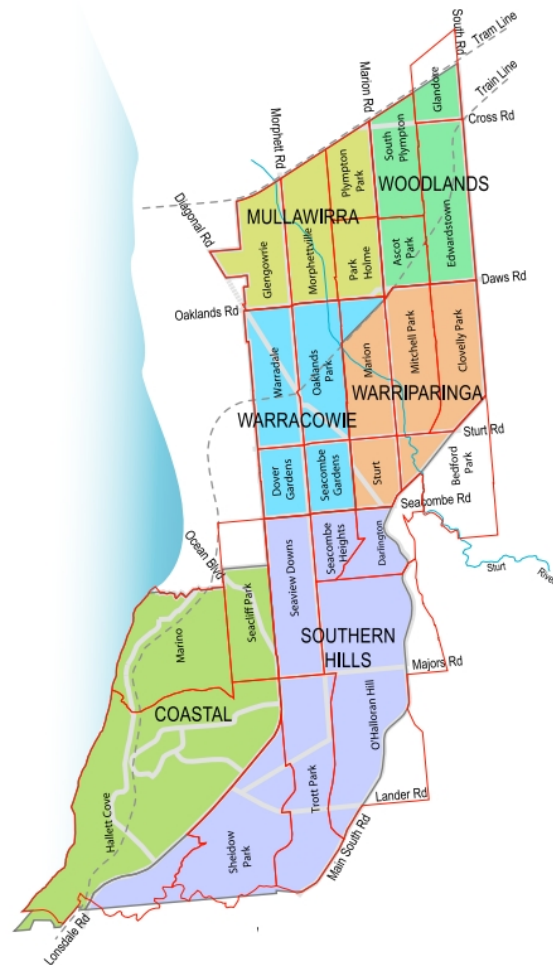 South Rd
Tram Line
Train Line
Marion Rd
Glandore
Cross Rd
Morphett Rd
South
Plympton
Plympton
Park
WOODLANDS
Diagonal Rd
MULLAWIRRA
Glengowrie
Morphettville
Park
Holme
Ascot
Park
Edwardstown
Daws Rd
Oaklands Rd
Warradale
Oaklands
Park
Marion
Mitchell Park
Clovelly Park
WARRIPARINGA
WARRACOWIE
Sturt Rd
Dover
Gardens
Seacombe
Gardens
Sturt
Bedford
Park
Seacombe Rd
Ocean Blvd
Seaview Downs
Seacombe
Heights
Darlington
Sturt
River
Marino
Seacliff Park
SOUTHERN
HILLS
Majors Rd
COASTAL
O'Halloran Hill
Hallett Cove
Trott Park
Lander Rd
Sheidow
Park
Main South Rd
Lonsdale Rd